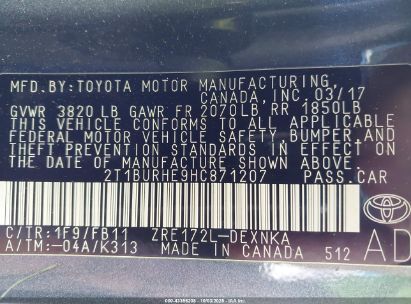 MFD.BY:TOYOTA MOTOR MANUFACTURING
CANADA, INC. 03/17
GVWR 3820 LB GAWR FR 2070LB RR 1850LB
THIS VEHICLE CONFORMS TO ALL APPLICABLE
FEDERAL MOTOR VEHICLE SAFETY, BUMPER AND
THEFT PREVENTION STANDARDS IN EFFECT ON
THE DATE OF MANUFACTURE SHOWN ABOVE.
2T1BURHE9HC871207 PASS.CAR
C/TR:1F9/FB11 ZRE172L-DEXNKA
A/TM:-04A/K313 MADE IN CANADA 512
TOYOTA
AD